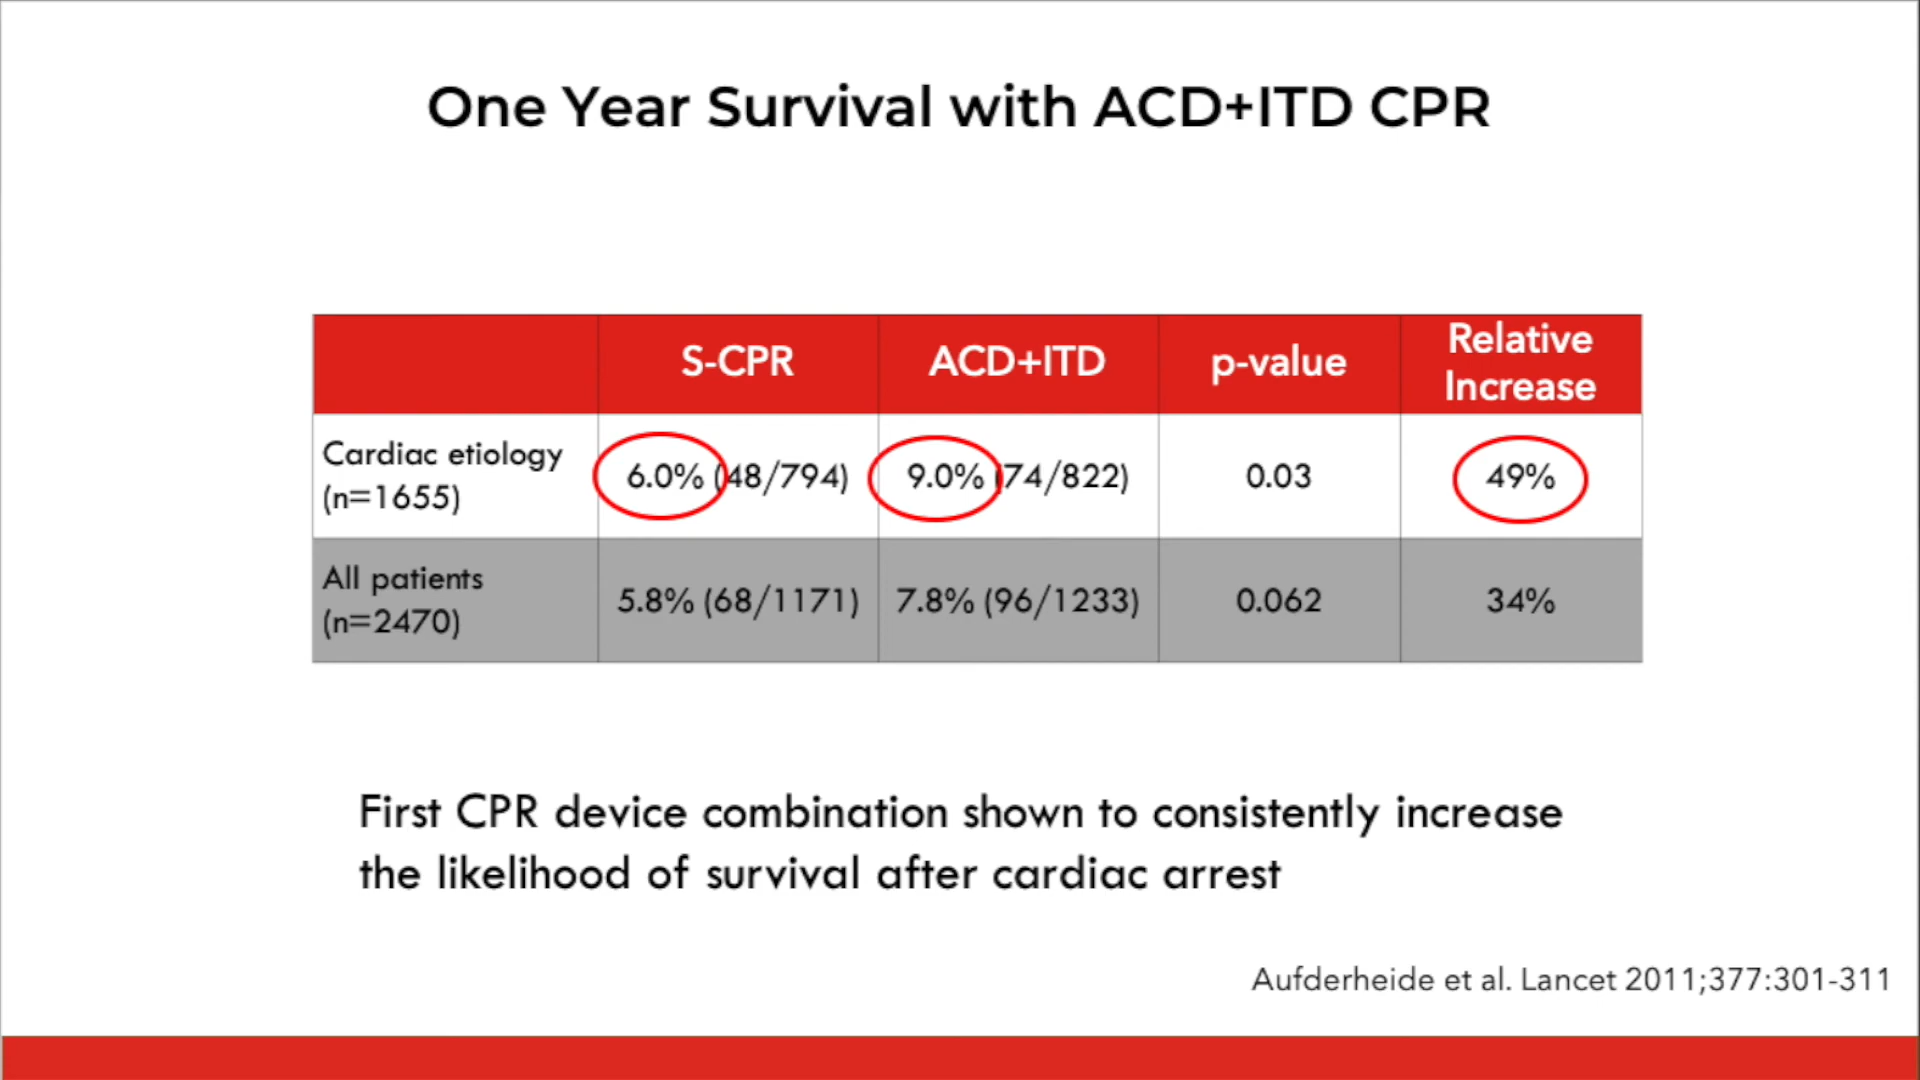 One Year Survival with ACD+ITD CPR
S-CPR ACD+ITD p-value Relative Increase
Cardiac etiology (n=1655) 6.0% (48/794) 9.0% (74/822) 0.03 49%
All patients (n=2470) 5.8% (68/1171) 7.8% (96/1233) 0.062 34%
First CPR device combination shown to consistently increase
the likelihood of survival after cardiac arrest
Aufderheide et al. Lancet 2011;377:301-311